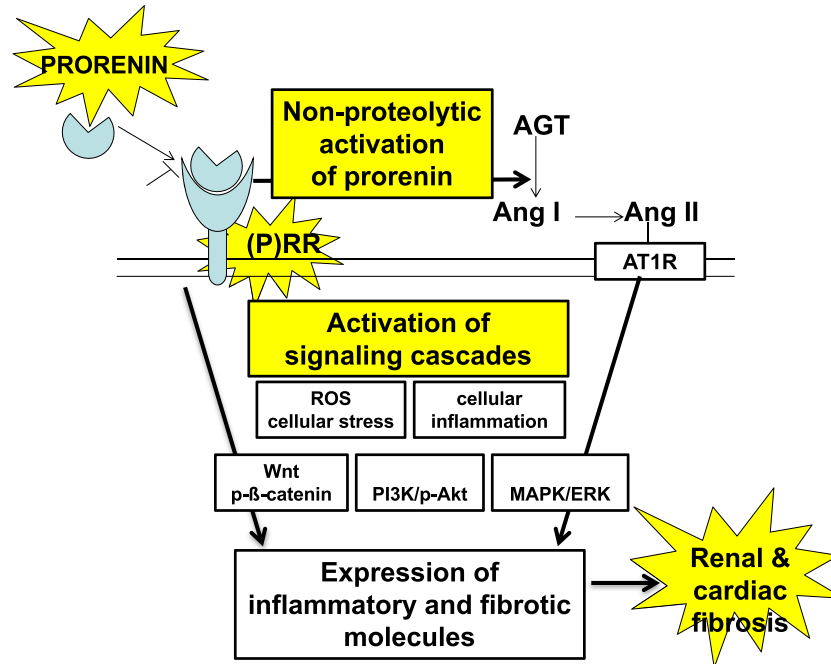 PRORENIN
Non-proteolytic
activation
of prorenin
AGT
Ang I
Ang II
(P)RR
AT1R
Activation of
signaling cascades
ROS
cellular stress
cellular
inflammation
Wnt
p-ß-catenin
PI3K/p-Akt
MAPK/ERK
Expression of
inflammatory and fibrotic
molecules
Renal &
cardiac
fibrosis